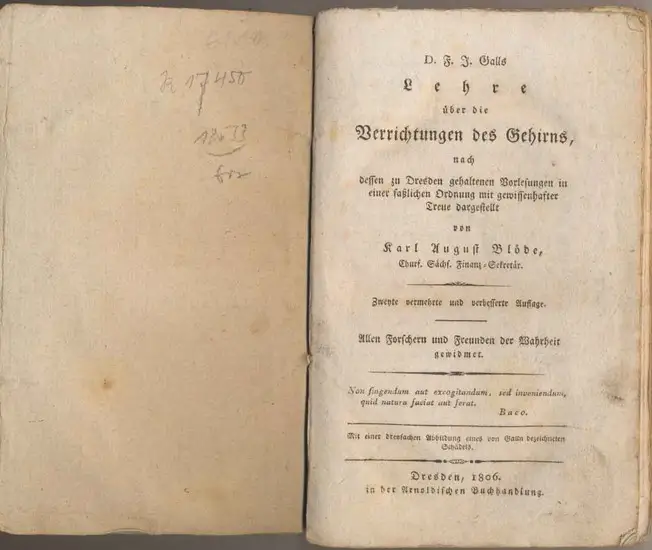 K 17450
D. F. J. Galls
Lehre
über die
Verrichtungen des Gehirns,
nach
dessen zu Dresden gehaltenen Vorlesungen in
einer faßlichen Ordnung mit gewissenhafter
Treue dargestellt
von
Karl August Blöde,
Churf. Sächs. Finanz-Sekretär.
Zweyte vermehrte und verbesserte Auflage.
Allen Forschern und Freunden der Wahrheit
gewidmet.
Non fingendum aut excogitandum, sed inveniendum,
quid natura faciat aut ferat.
Baco.
Mit einer dreyfachen Abbildung eines von Galln bezeichneten
Schädels.
Dresden, 1806.
in der Arnoldischen Buchhandlung.